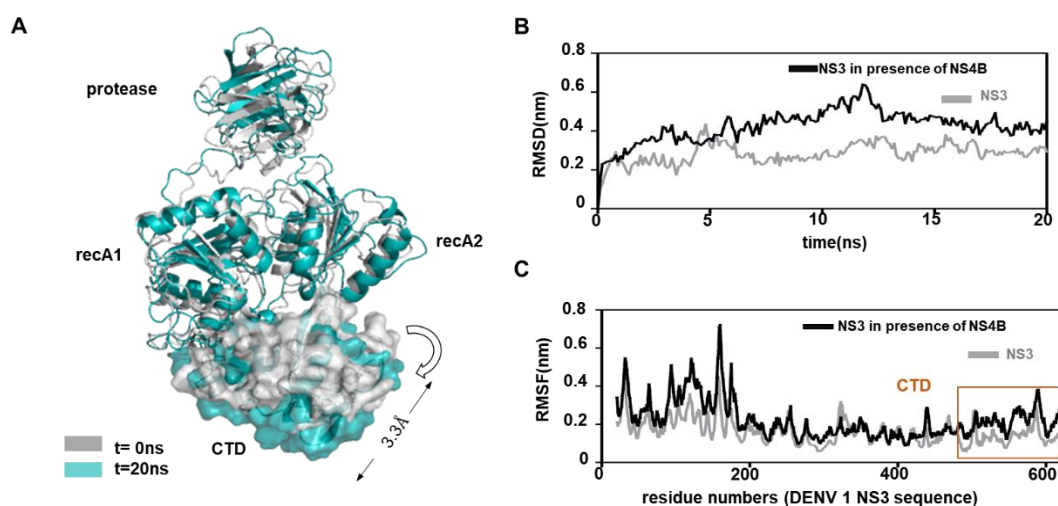 A
protease
recA1
recA2
3.3Å
CTD
t= 0ns
t=20ns
B
0.8
0.6
0.4
0.2
0
RMSD(nm)
NS3 in presence of NS4B
NS3
0
5
10
15
20
time(ns)
C
0.8
0.6
0.4
0.2
0
RMSF(nm)
NS3 in presence of NS4B
NS3
CTD
0
200
400
600
residue numbers (DENV 1 NS3 sequence)